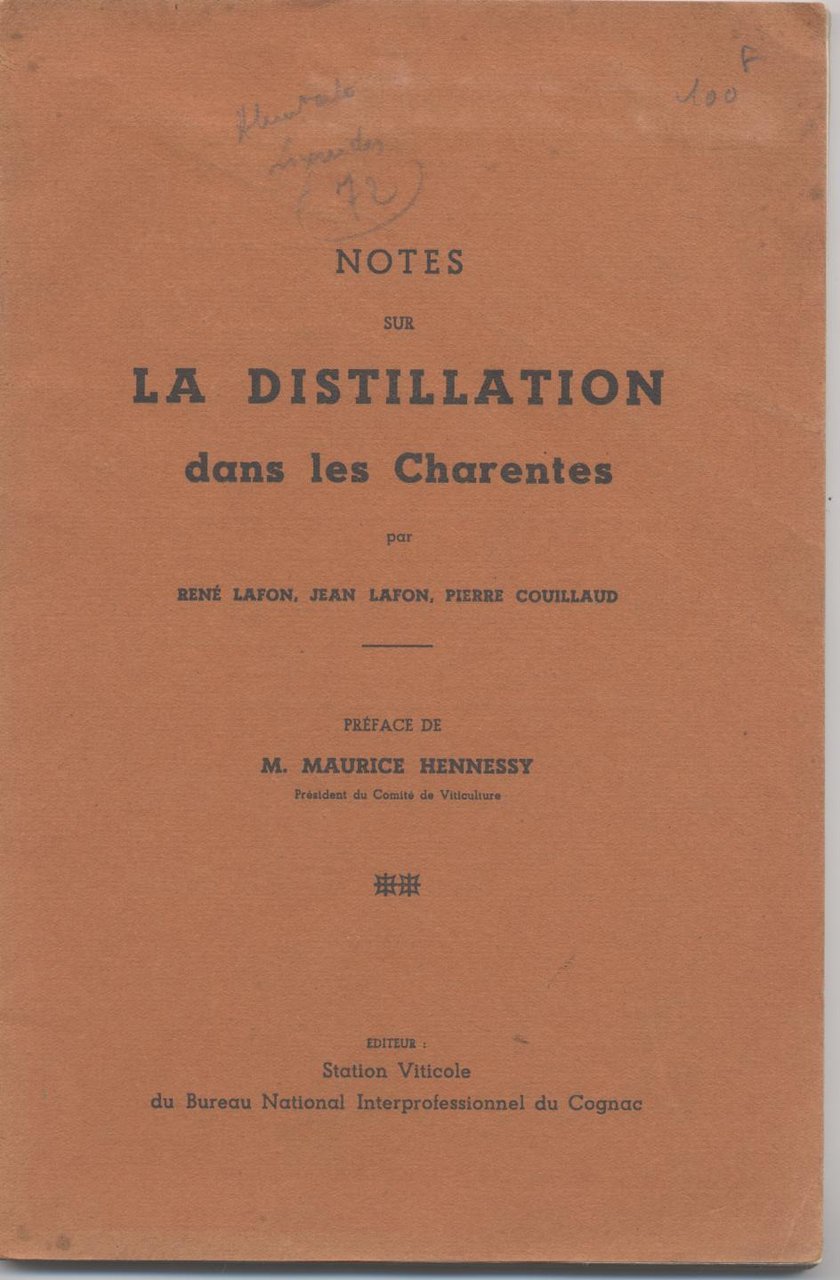 100 F
72
NOTES
SUR
LA DISTILLATION
dans les Charentes
par
RENÉ LAFON, JEAN LAFON, PIERRE COUILLAUD
PRÉFACE DE
M. MAURICE HENNESSY
Président du Comité de Viticulture
EDITEUR :
Station Viticole
du Bureau National Interprofessionnel du Cognac